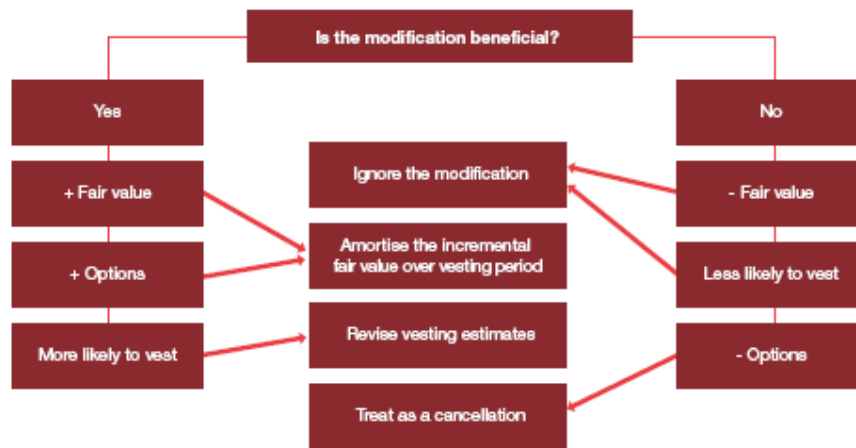 Is the modification beneficial?
Yes
No
+ Fair value
Ignore the modification
- Fair value
+ Options
Amortise the incremental
fair value over vesting period
Less likely to vest
More likely to vest
Revise vesting estimates
- Options
Treat as a cancellation